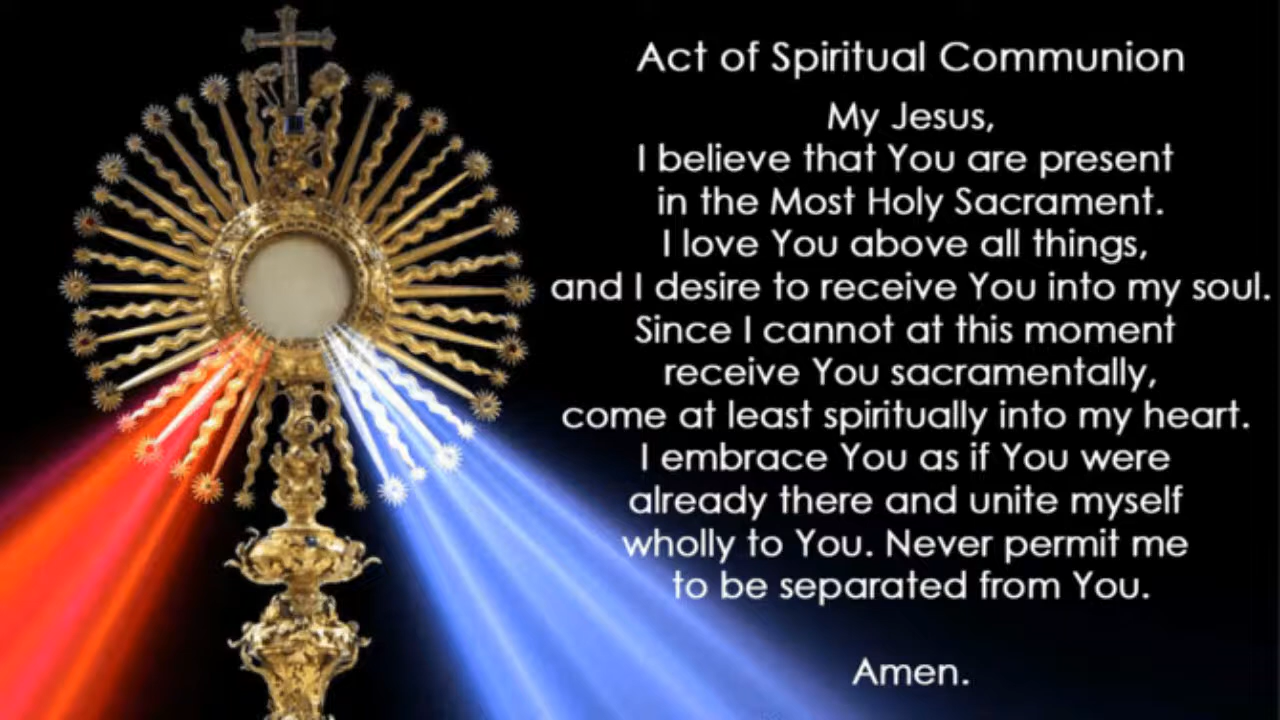 Act of Spiritual Communion
My Jesus,
I believe that You are present
in the Most Holy Sacrament.
I love You above all things,
and I desire to receive You into my soul.
Since I cannot at this moment
receive You sacramentally,
come at least spiritually into my heart.
I embrace You as if You were
already there and unite myself
wholly to You. Never permit me
to be separated from You.
Amen.